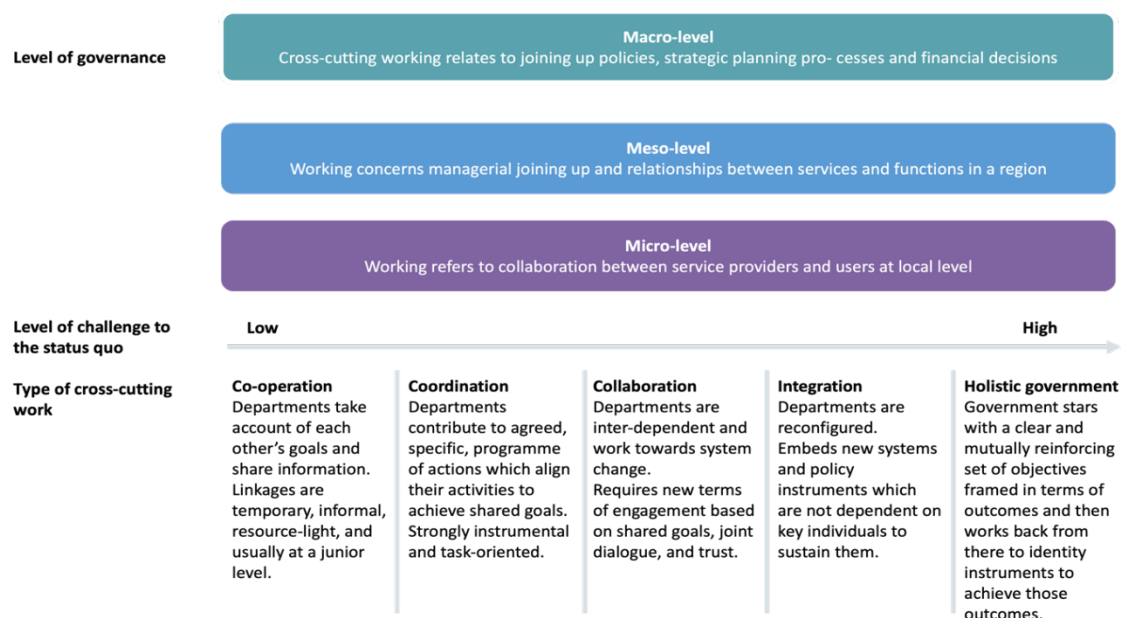 Level of governance
Macro-level
Cross-cutting working relates to joining up policies, strategic planning pro- cesses and financial decisions
Meso-level
Working concerns managerial joining up and relationships between services and functions in a region
Micro-level
Working refers to collaboration between service providers and users at local level
Level of challenge to
the status quo
Low
High
Type of cross-cutting
work
Co-operation
Departments take
account of each
other's goals and
share information.
Linkages are
temporary, informal,
resource-light, and
usually at a junior
level.
Coordination
Departments
contribute to agreed,
specific, programme
of actions which align
their activities to
achieve shared goals.
Strongly instrumental
and task-oriented.
Collaboration
Departments are
inter-dependent and
work towards system
change.
Requires new terms
of engagement based
on shared goals, joint
dialogue, and trust.
Integration
Departments are
reconfigured.
Embeds new systems
and policy
instruments which
are not dependent on
key individuals to
sustain them.
Holistic government
Government stars
with a clear and
mutually reinforcing
set of objectives
framed in terms of
outcomes and then
works back from
there to identity
instruments to
achieve those
outcomes.